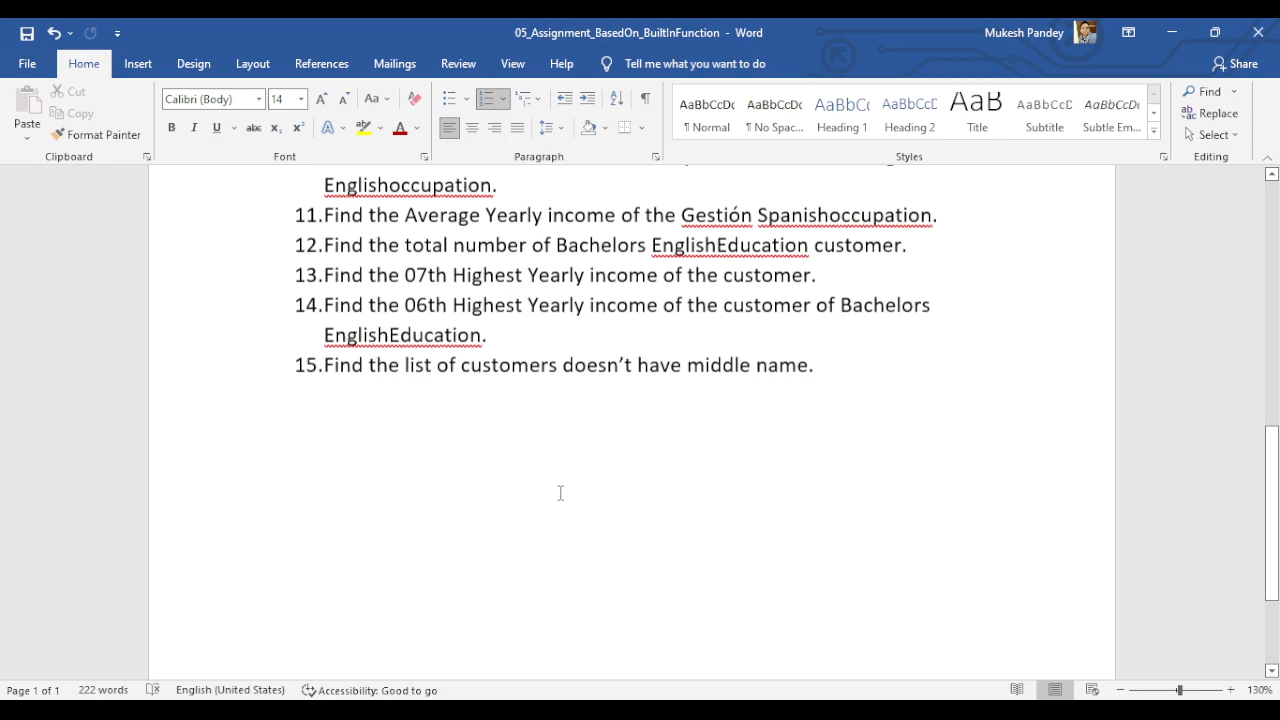 05_Assignment_BasedOn_BuiltInFunction - Word
Mukesh Pandey
File Home Insert Design Layout References Mailings Review View Help Tell me what you want to do Share
Paste
Cut
Copy
Format Painter
Clipboard
Calibri (Body) 14
Font
Paragraph
AaBbCcDc AaBbCcDc AaBbC AaBbCcD AaB AaBbCcD AaBbCcDc
¶ Normal ¶ No Spac... Heading 1 Heading 2 Title Subtitle Subtle Em...
Styles
Find
Replace
Select
Editing
Englishoccupation.
11.Find the Average Yearly income of the Gestión Spanishoccupation.
12.Find the total number of Bachelors EnglishEducation customer.
13.Find the 07th Highest Yearly income of the customer.
14.Find the 06th Highest Yearly income of the customer of Bachelors
EnglishEducation.
15.Find the list of customers doesn’t have middle name.
Page 1 of 1 222 words English (United States) Accessibility: Good to go 130%